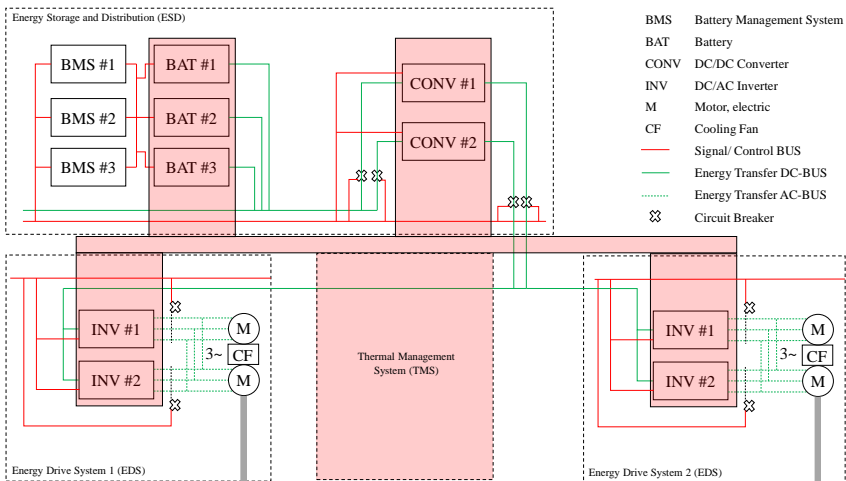 Energy Storage and Distribution (ESD)
BMS #1
BAT #1
CONV #1
BMS #2
BAT #2
CONV #2
BMS #3
BAT #3
BMS Battery Management System
BAT Battery
CONV DC/DC Converter
INV DC/AC Inverter
M Motor, electric
CF Cooling Fan
Signal/ Control BUS
Energy Transfer DC-BUS
Energy Transfer AC-BUS
Circuit Breaker
INV #1
M
3~
CF
INV #2
M
Energy Drive System 1 (EDS)
Thermal Management
System (TMS)
INV #1
M
3~
CF
INV #2
M
Energy Drive System 2 (EDS)